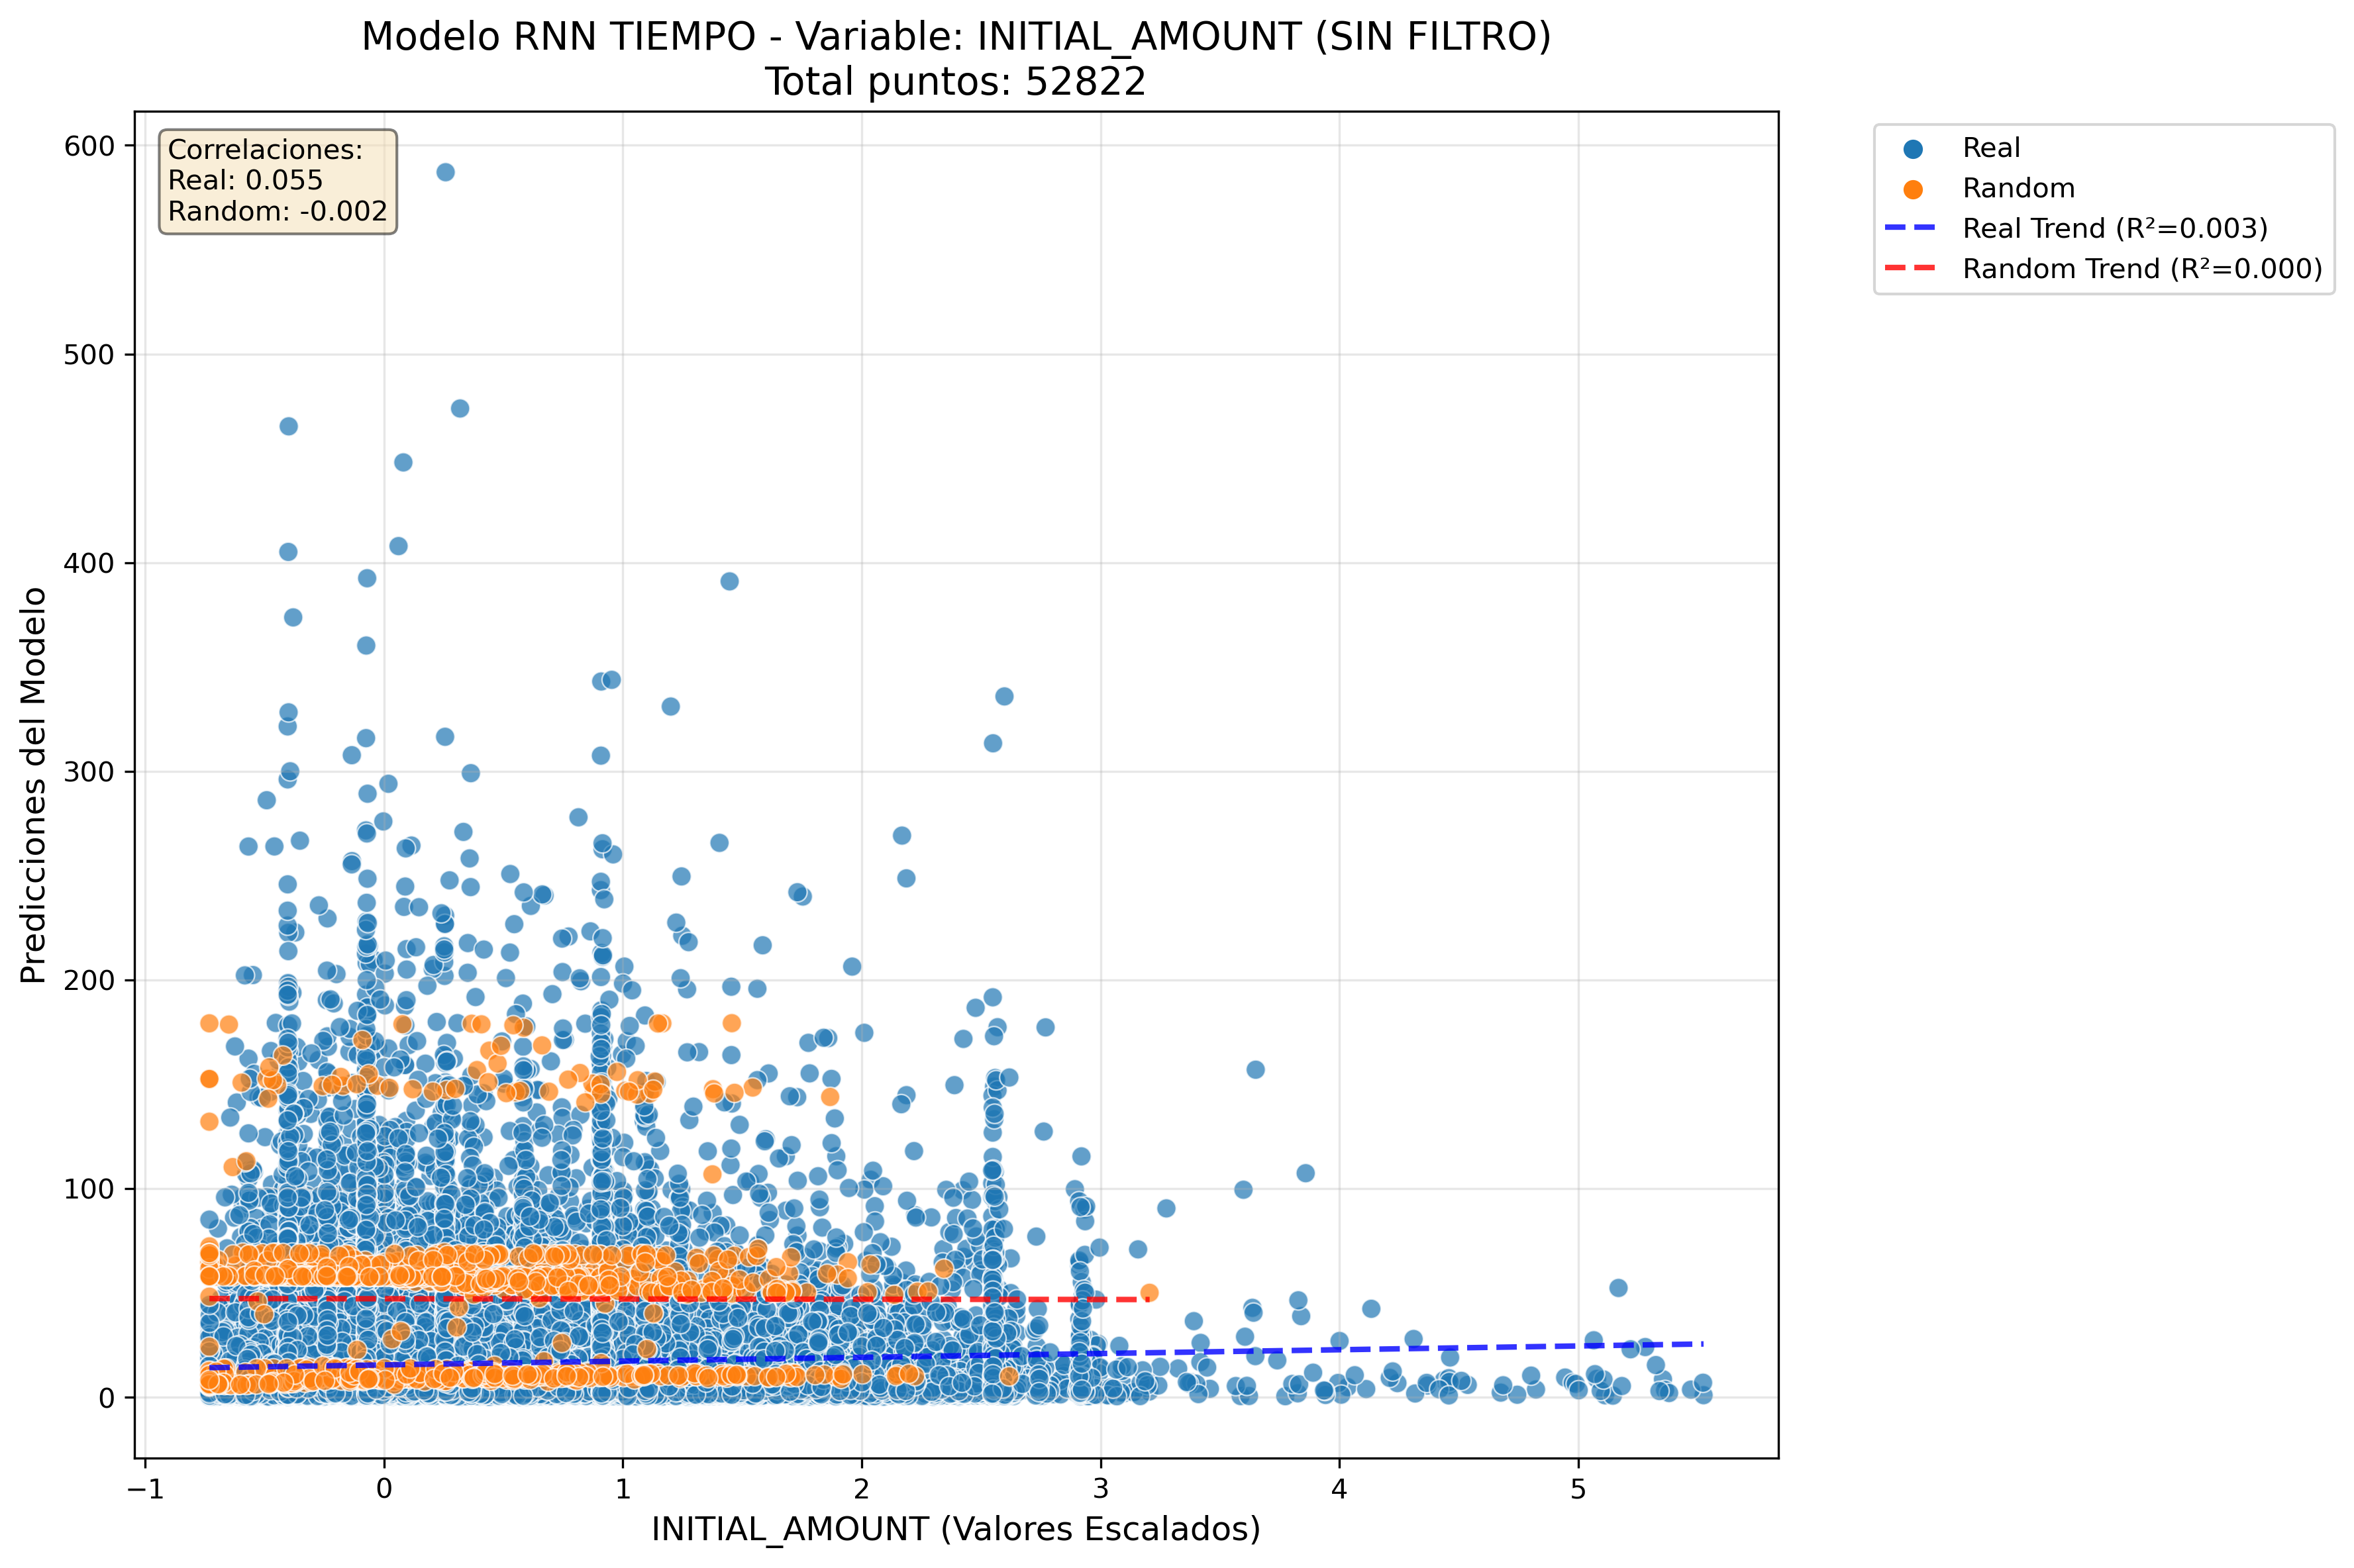 Modelo RNN TIEMPO - Variable: INITIAL_AMOUNT (SIN FILTRO)
Total puntos: 52822
Correlaciones:
Real: 0.055
Random: -0.002
Real
Random
Real Trend (R²=0.003)
Random Trend (R²=0.000)
Predicciones del Modelo
600
500
400
300
200
100
0
−1
0
1
2
3
4
5
INITIAL_AMOUNT (Valores Escalados)